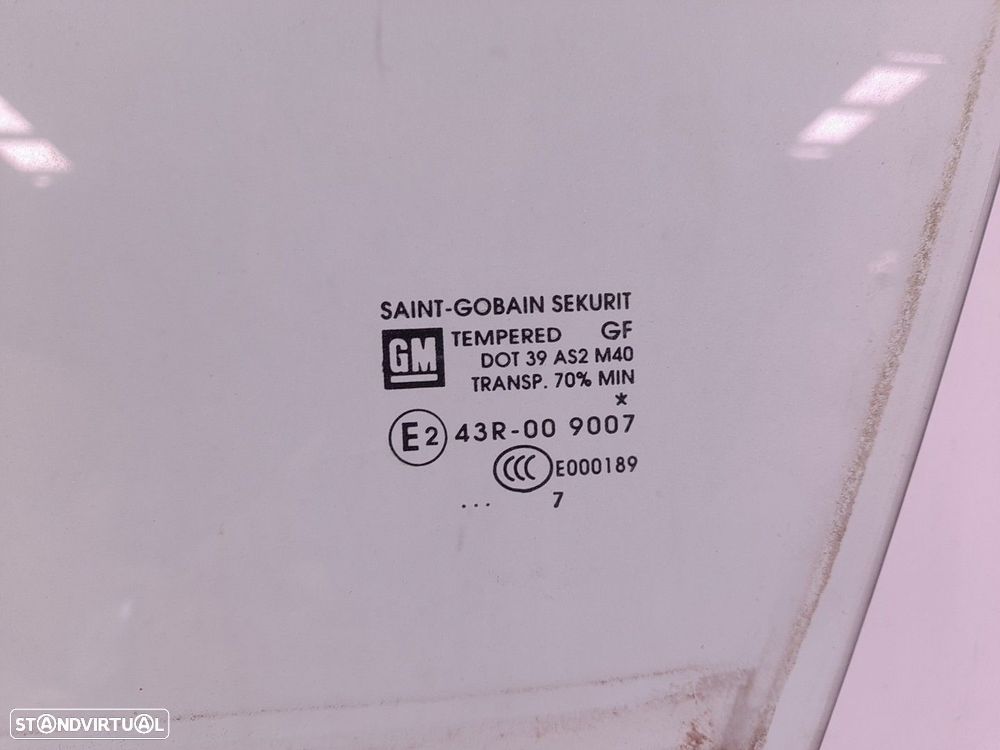 SAINT-GOBAIN SEKURIT
GM TEMPERED GF
DOT 39 AS2 M40
TRANSP. 70% MIN
*
E2 43R-00 9007
CCC E000189
... 7
STANDVIRTUAL